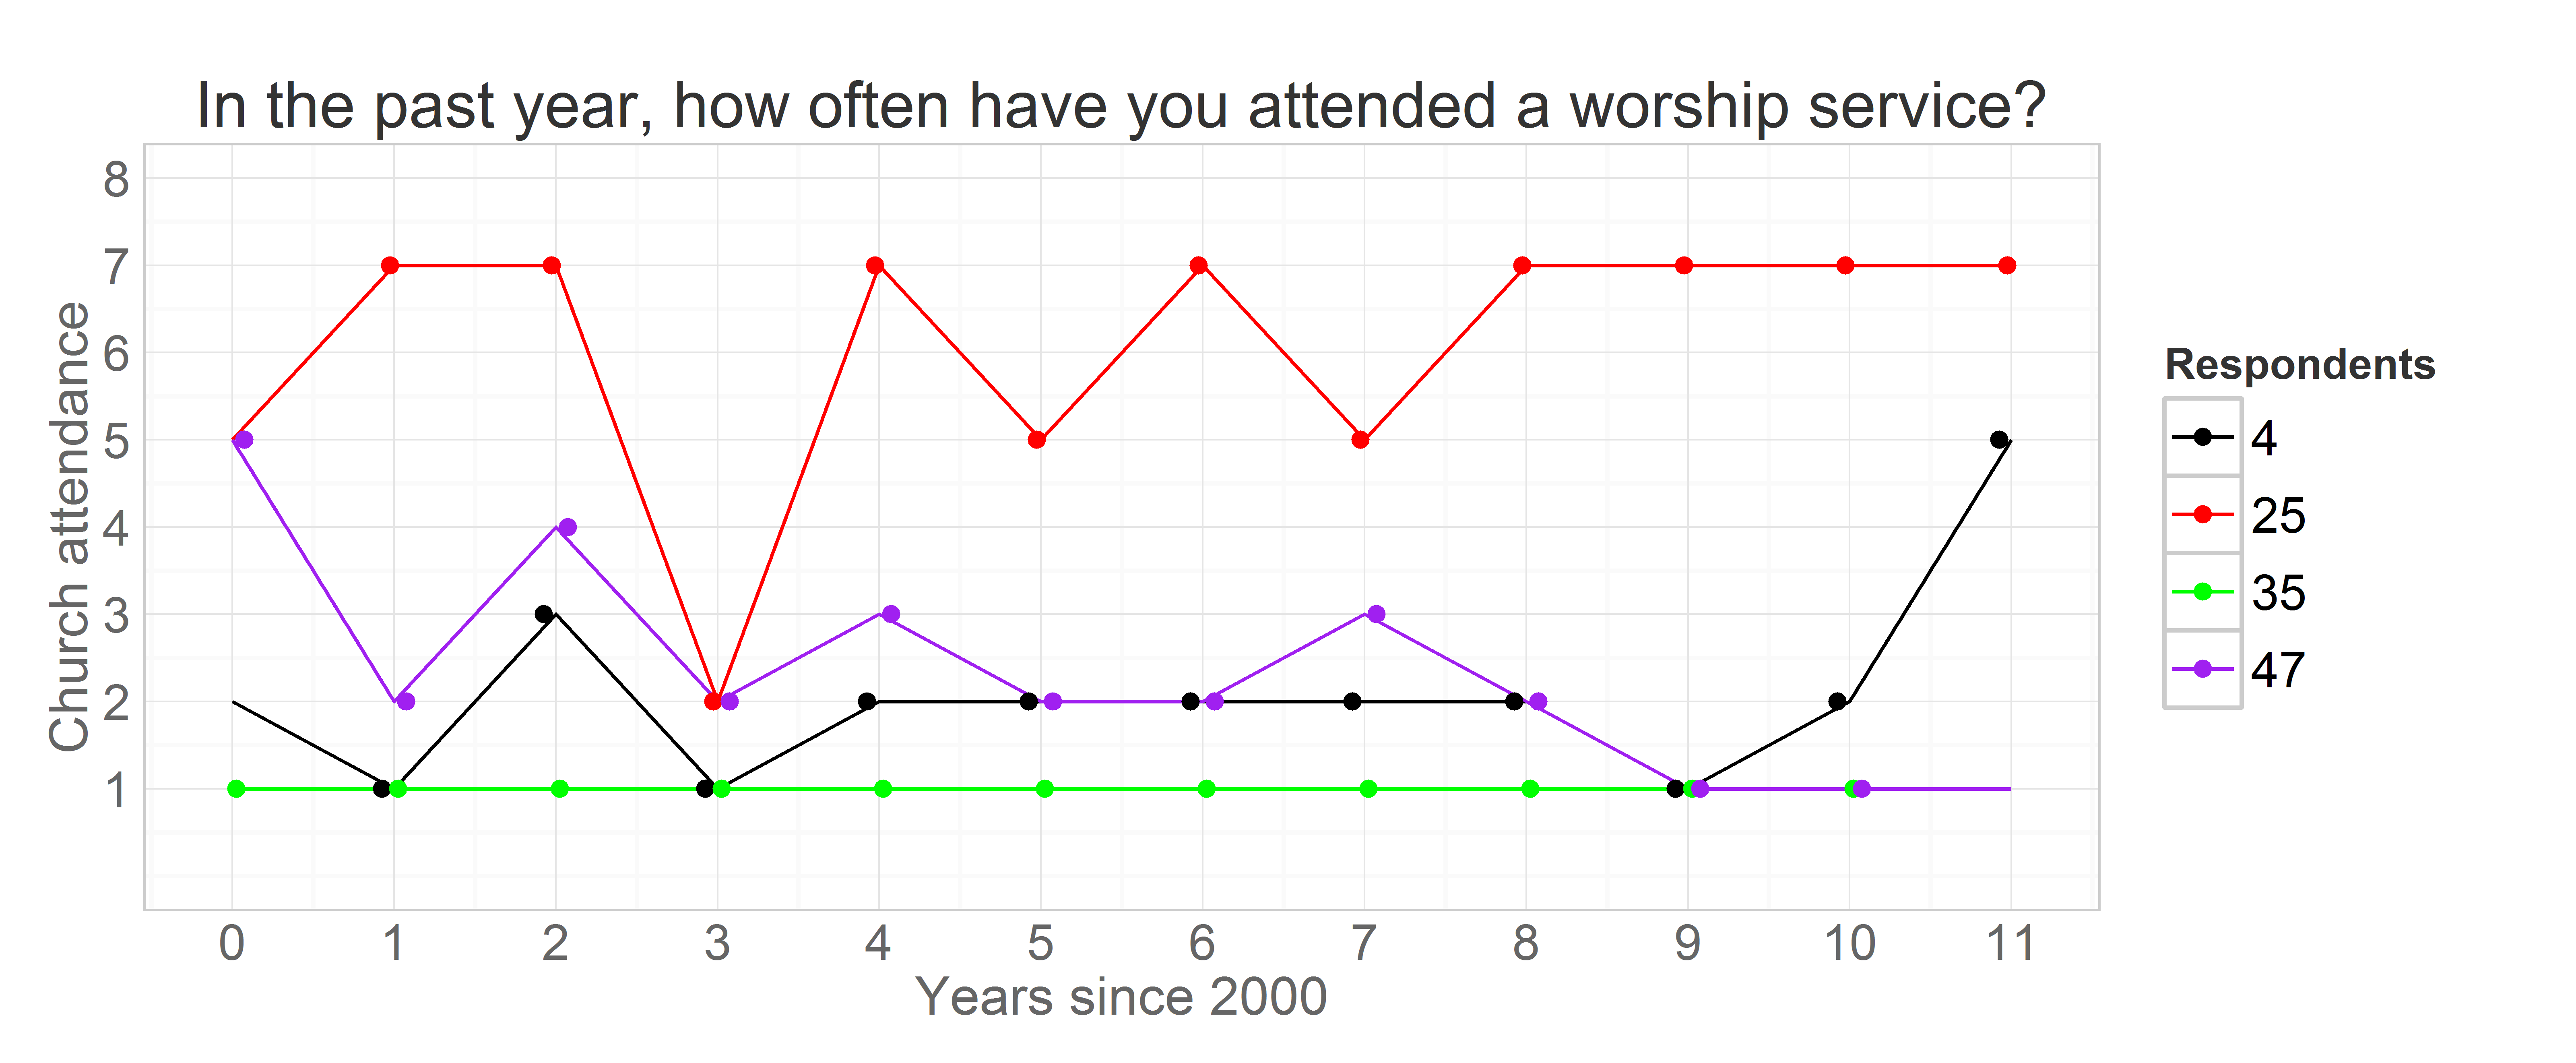 In the past year, how often have you attended a worship service?
Church attendance
8
7
6
5
4
3
2
1
0 1 2 3 4 5 6 7 8 9 10 11
Years since 2000
Respondents
4
25
35
47